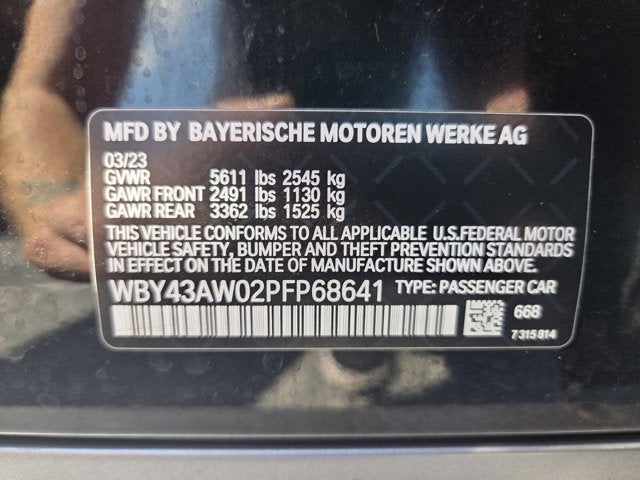 MFD BY BAYERISCHE MOTOREN WERKE AG
03/23
GVWR 5611 lbs 2545 kg
GAWR FRONT 2491 lbs 1130 kg
GAWR REAR 3362 lbs 1525 kg
THIS VEHICLE CONFORMS TO ALL APPLICABLE U.S.FEDERAL MOTOR
VEHICLE SAFETY, BUMPER AND THEFT PREVENTION STANDARDS
IN EFFECT ON THE DATE OF MANUFACTURE SHOWN ABOVE.
WBY43AW02PFP68641 TYPE: PASSENGER CAR
668
7315814